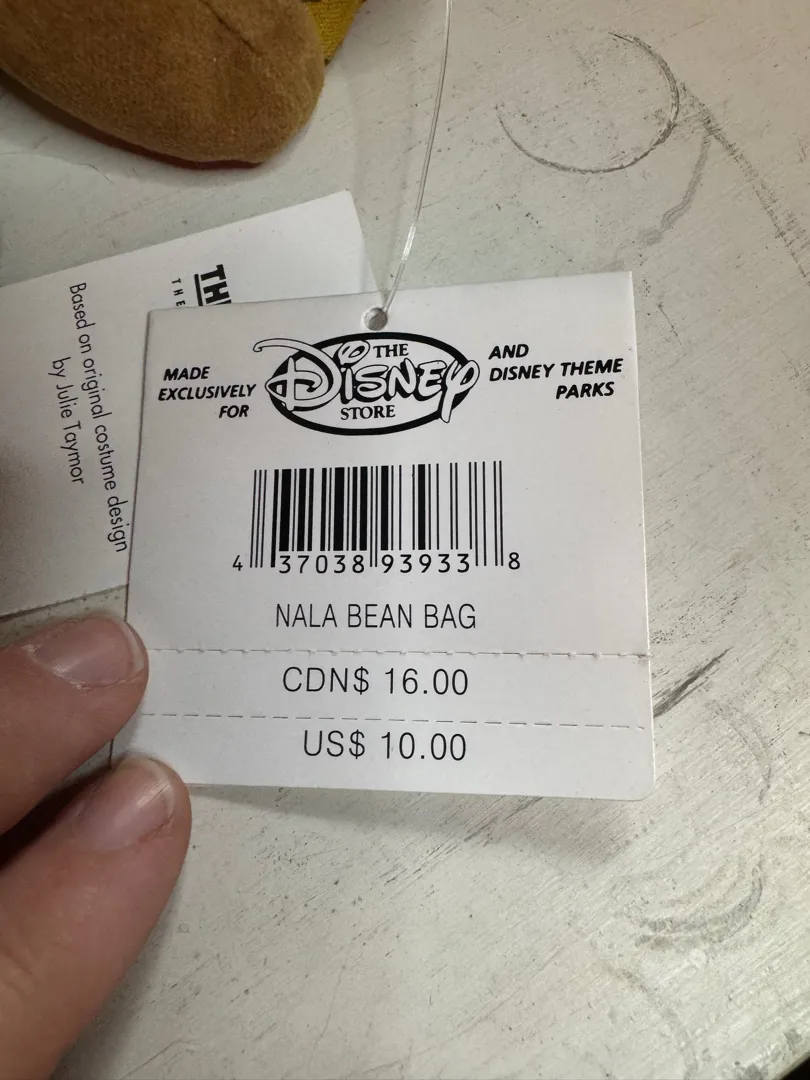 MADE
EXCLUSIVELY
FOR
THE
DISNEY
STORE
AND
DISNEY THEME
PARKS
4 37038 93933 8
NALA BEAN BAG
CDN$ 16.00
US$ 10.00
THE
Based on original costume design
by Julie Taymor